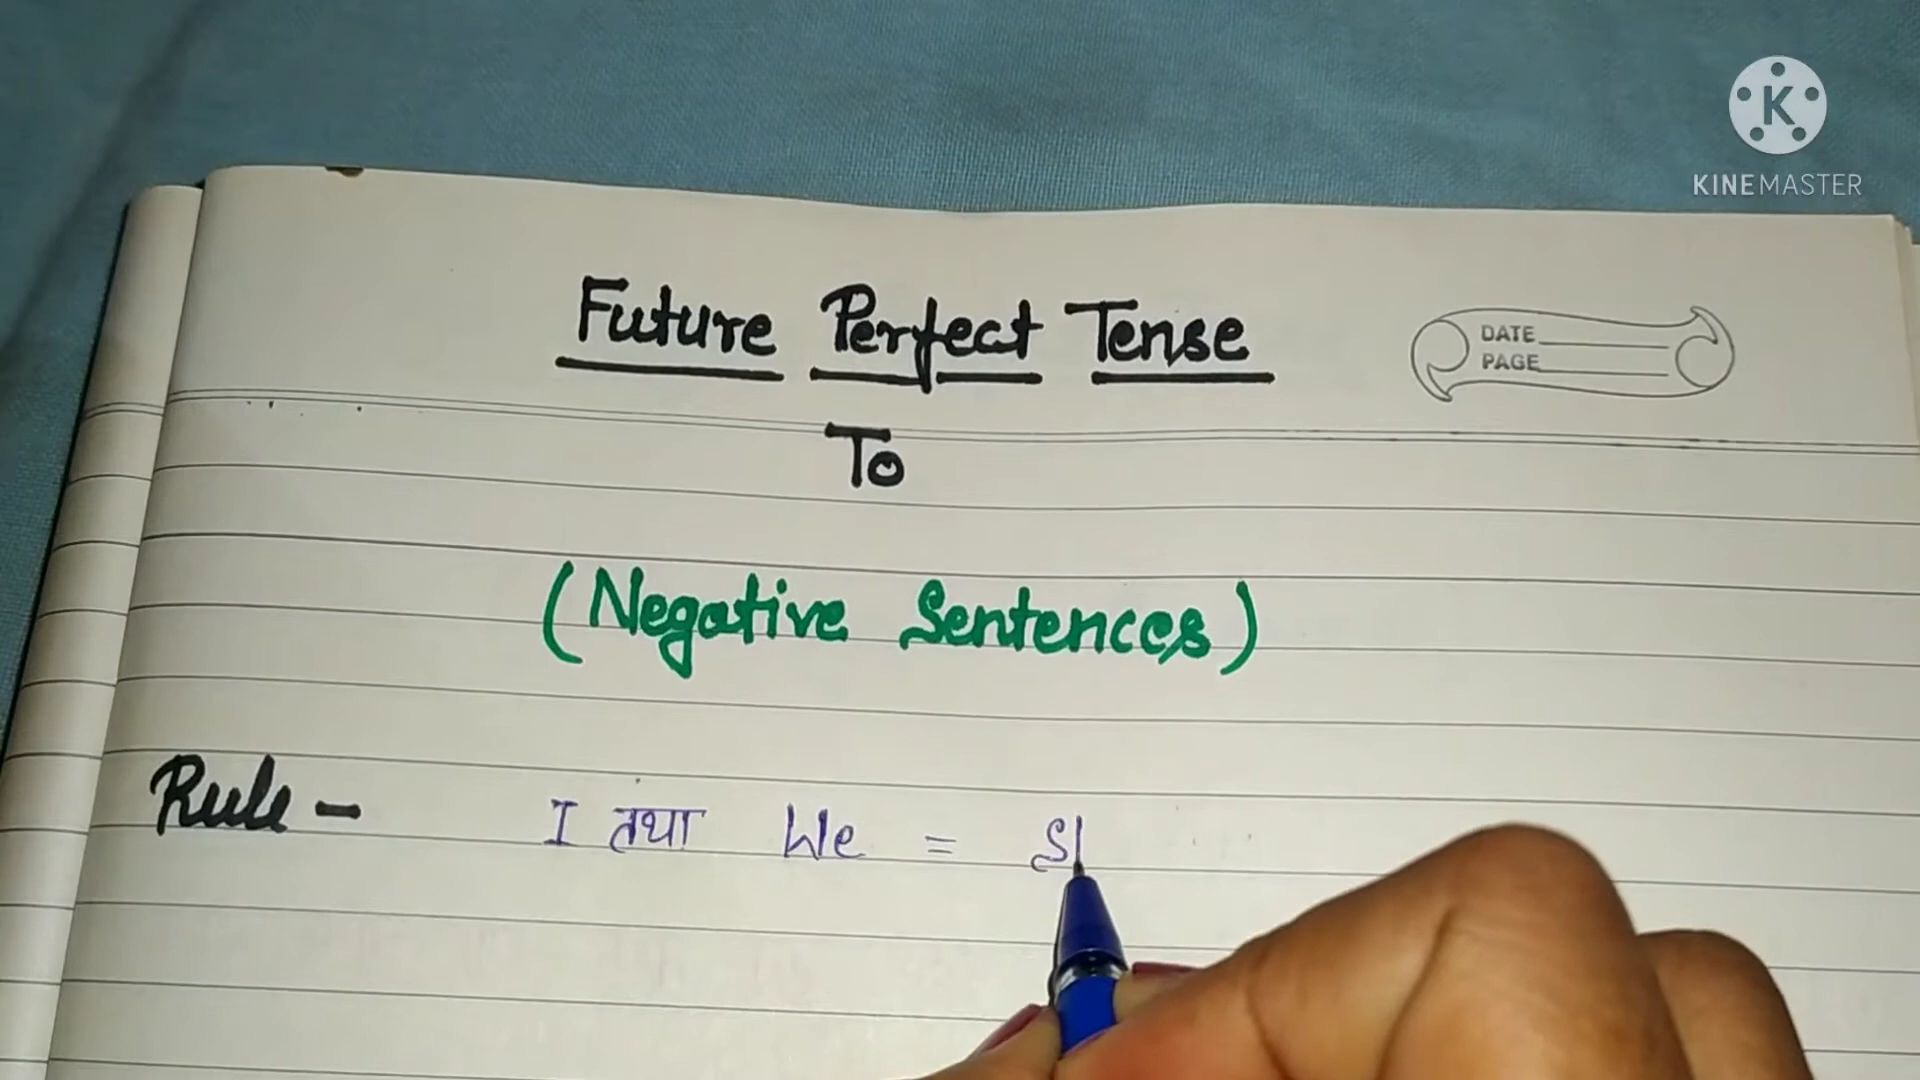 KINEMASTER
Future Perfect Tense
DATE
PAGE
To
(Negative Sentences)
Rule - I तथा We =